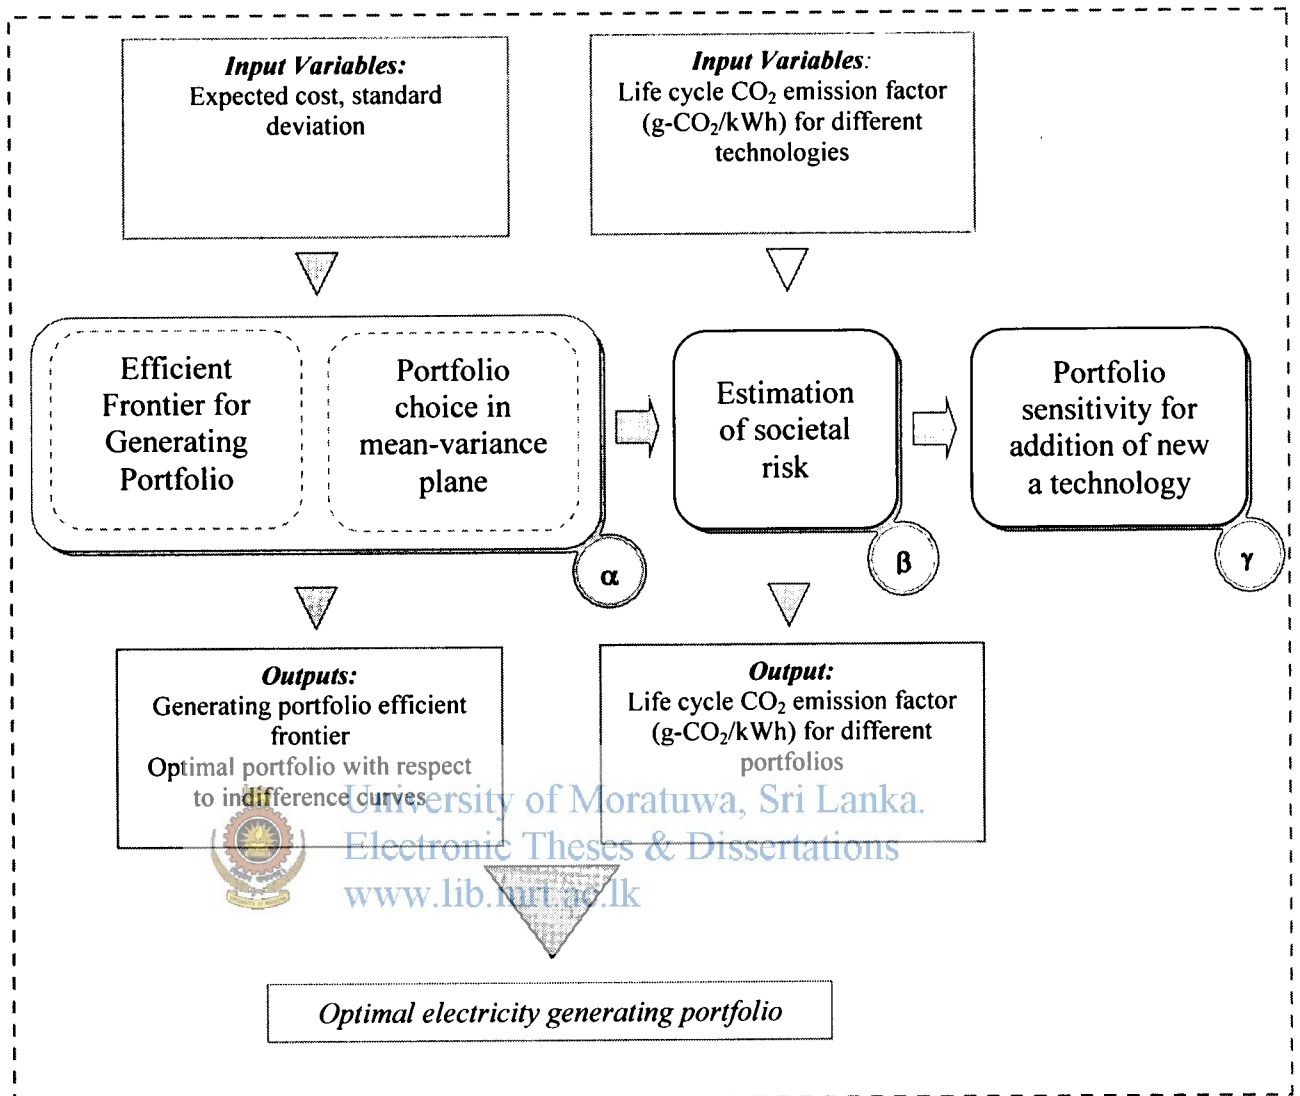 Input Variables:
Expected cost, standard
deviation
Input Variables:
Life cycle CO₂ emission factor
(g-CO₂/kWh) for different
technologies
Efficient
Frontier for
Generating
Portfolio
Portfolio
choice in
mean-variance
plane
α
Estimation
of societal
risk
β
Portfolio
sensitivity for
addition of new
a technology
γ
Outputs:
Generating portfolio efficient
frontier
Optimal portfolio with respect
to indifference curves
Output:
Life cycle CO₂ emission factor
(g-CO₂/kWh) for different
portfolios
University of Moratuwa, Sri Lanka.
Electronic Theses & Dissertations
www.lib.mrt.ac.lk
Optimal electricity generating portfolio